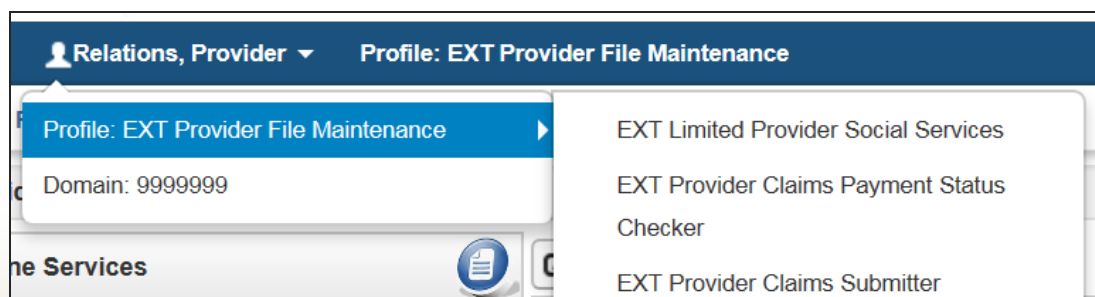 Relations, Provider Profile: EXT Provider File Maintenance
Profile: EXT Provider File Maintenance
Domain: 9999999
EXT Limited Provider Social Services
EXT Provider Claims Payment Status
Checker
EXT Provider Claims Submitter
ne Services